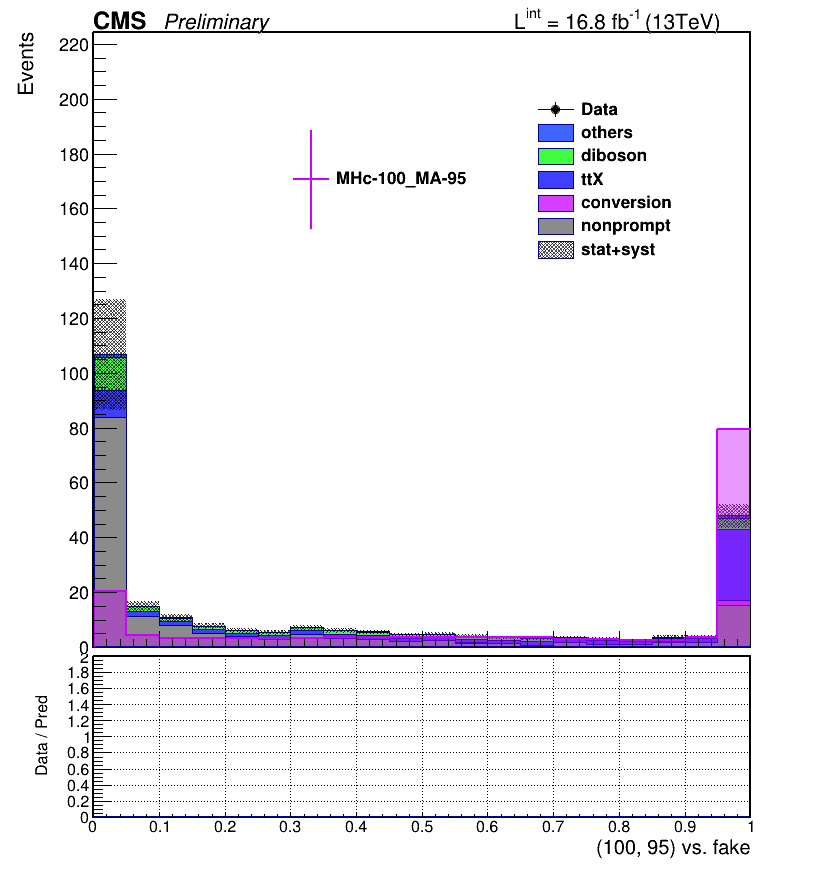 CMS Preliminary L^int = 16.8 fb^-1 (13TeV)
Events
220
200
180
160
140
120
100
80
60
40
20
0
Data
others
diboson
ttX
conversion
nonprompt
stat+syst
MHc-100_MA-95
Data / Pred
2
1.8
1.6
1.4
1.2
1
0.8
0.6
0.4
0.2
0
0 0.1 0.2 0.3 0.4 0.5 0.6 0.7 0.8 0.9 1
(100, 95) vs. fake